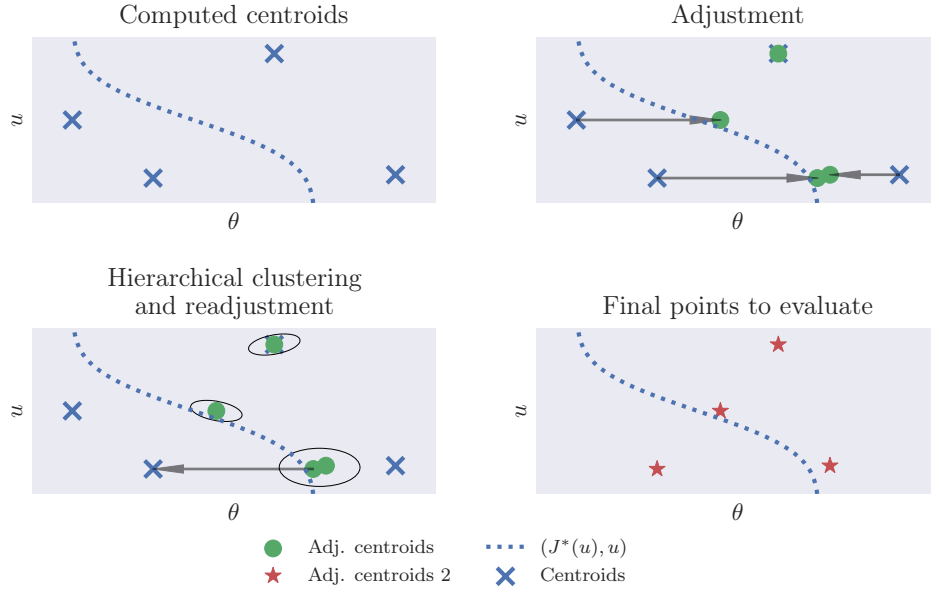 Computed centroids
Adjustment
u
θ
u
θ
Hierarchical clustering
and readjustment
Final points to evaluate
u
θ
u
θ
Adj. centroids
(J*(u), u)
Adj. centroids 2
Centroids